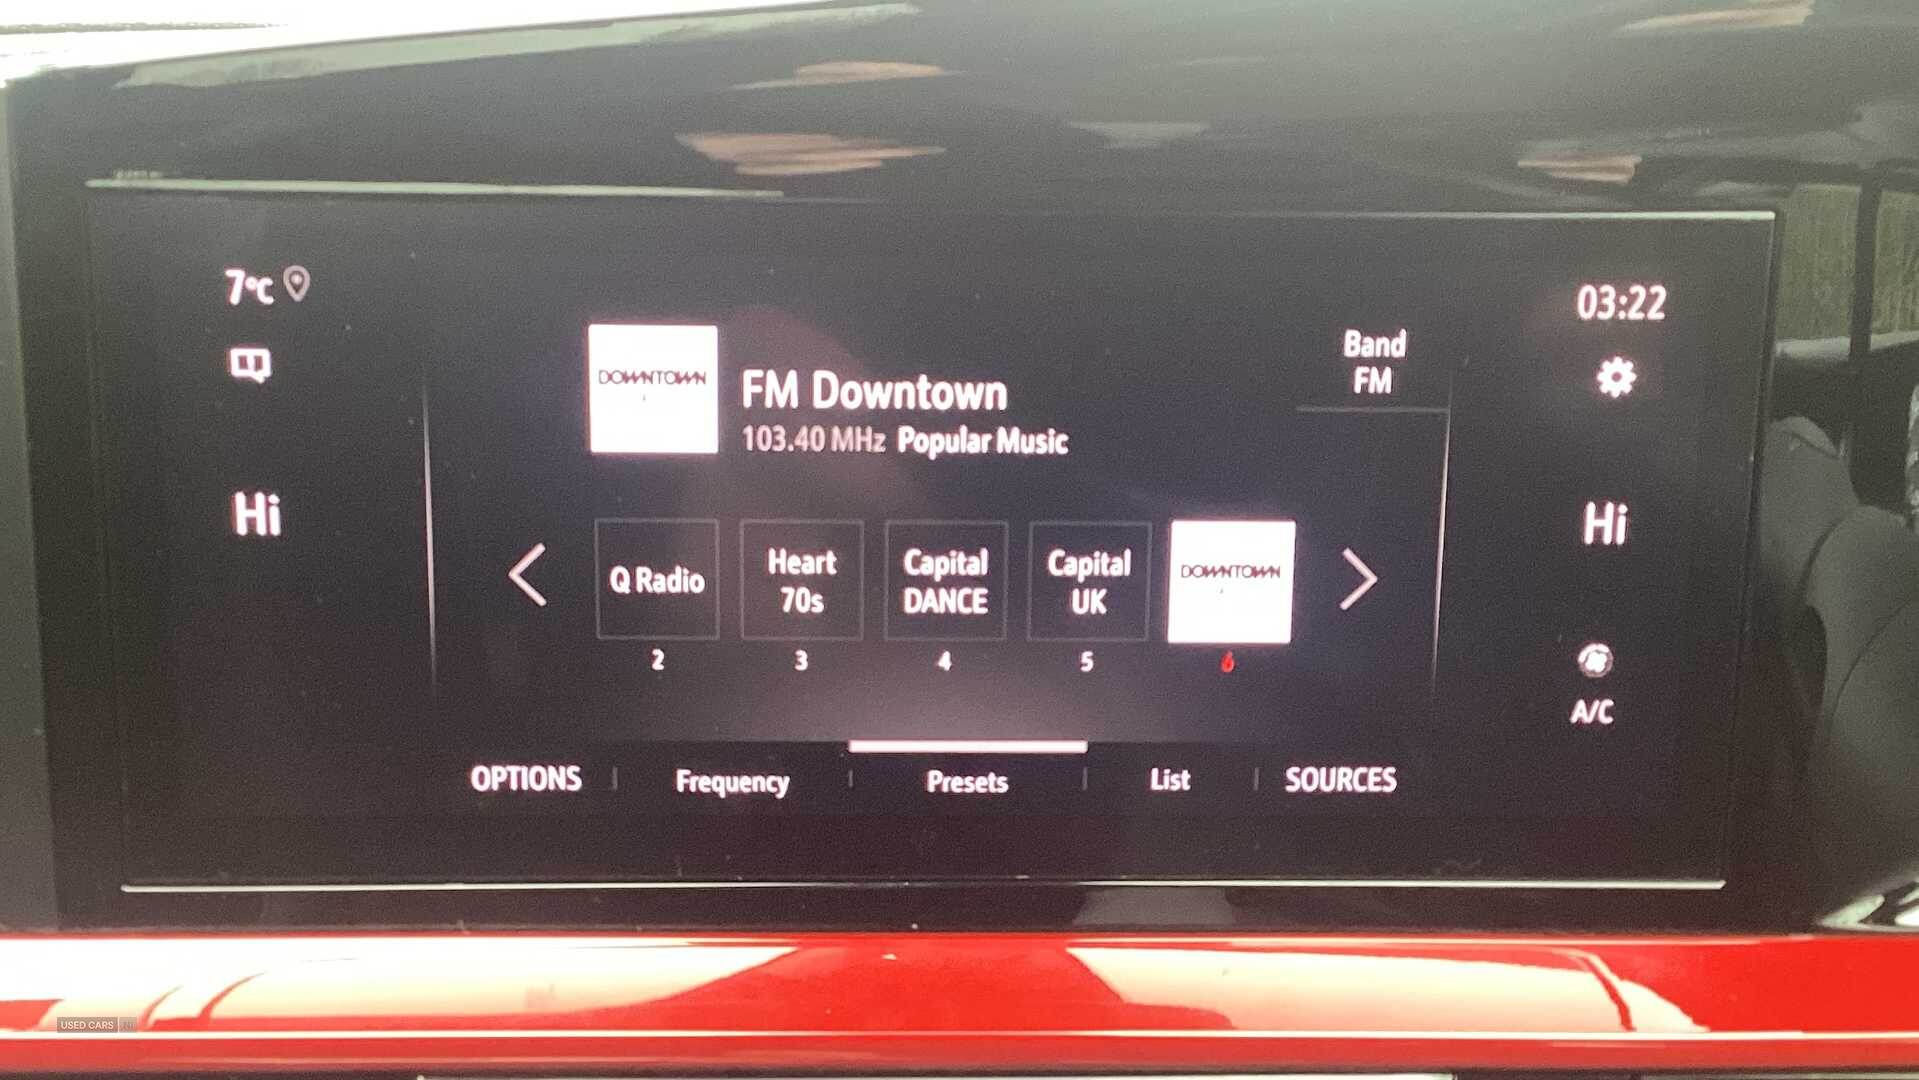 7°C
03:22
Band
FM
DOWNTOWN
FM Downtown
103.40 MHz Popular Music
Hi
Hi
Q Radio
Heart
70s
Capital
DANCE
Capital
UK
DOWNTOWN
2
3
4
5
6
A/C
OPTIONS
Frequency
Presets
List
SOURCES
USED CARS NI